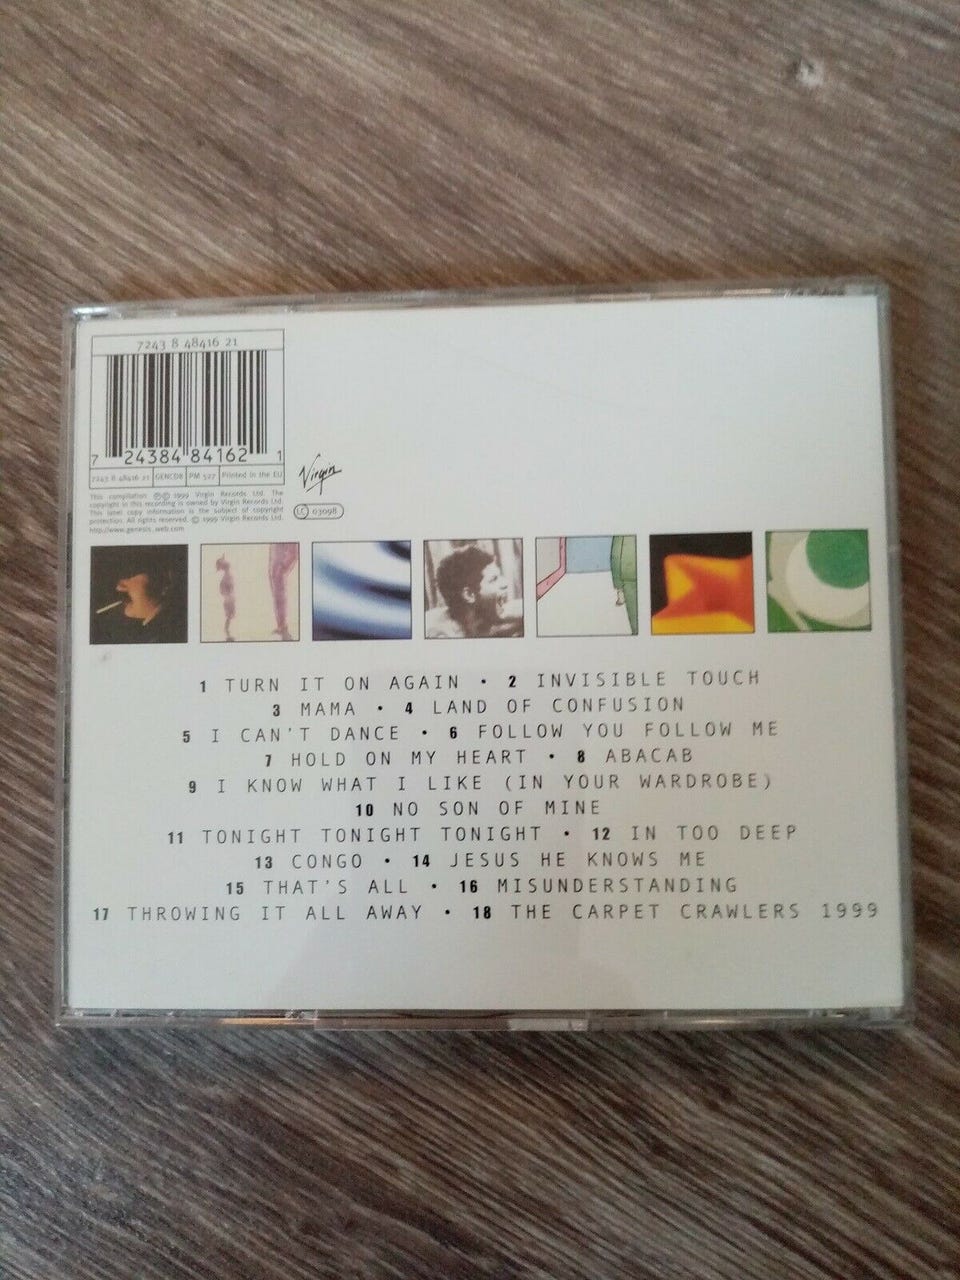 7243 8 48416 21
7 24384 84162 1
7243 8 48416 21 GENCD8 PM 527 Printed in the EU
Virgin
LC 03098
This compilation ℗© 1999 Virgin Records Ltd. The
copyright in this recording is owned by Virgin Records Ltd.
This label copy information is the subject of copyright
protection. All rights reserved. © 1999 Virgin Records Ltd.
http://www.genesis-web.com
1 TURN IT ON AGAIN • 2 INVISIBLE TOUCH
3 MAMA • 4 LAND OF CONFUSION
5 I CAN'T DANCE • 6 FOLLOW YOU FOLLOW ME
7 HOLD ON MY HEART • 8 ABACAB
9 I KNOW WHAT I LIKE (IN YOUR WARDROBE)
10 NO SON OF MINE
11 TONIGHT TONIGHT TONIGHT • 12 IN TOO DEEP
13 CONGO • 14 JESUS HE KNOWS ME
15 THAT'S ALL • 16 MISUNDERSTANDING
17 THROWING IT ALL AWAY • 18 THE CARPET CRAWLERS 1999